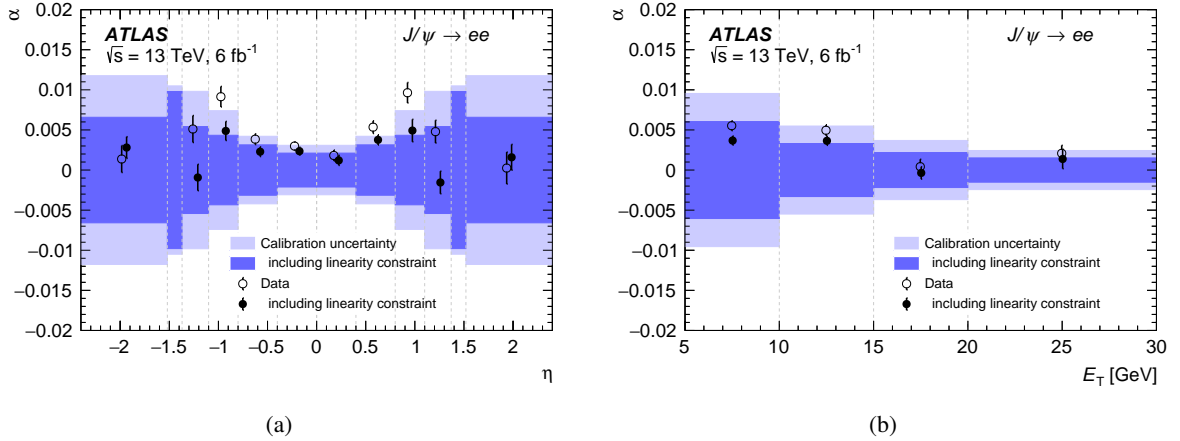 α
0.02
0.015
0.01
0.005
0
−0.005
−0.01
−0.015
−0.02
ATLAS
√s = 13 TeV, 6 fb⁻¹
J/ψ → ee
Calibration uncertainty
including linearity constraint
Data
including linearity constraint
−2 −1.5 −1 −0.5 0 0.5 1 1.5 2
η
(a)
α
0.02
0.015
0.01
0.005
0
−0.005
−0.01
−0.015
−0.02
ATLAS
√s = 13 TeV, 6 fb⁻¹
J/ψ → ee
Calibration uncertainty
including linearity constraint
Data
including linearity constraint
5 10 15 20 25 30
E_T [GeV]
(b)